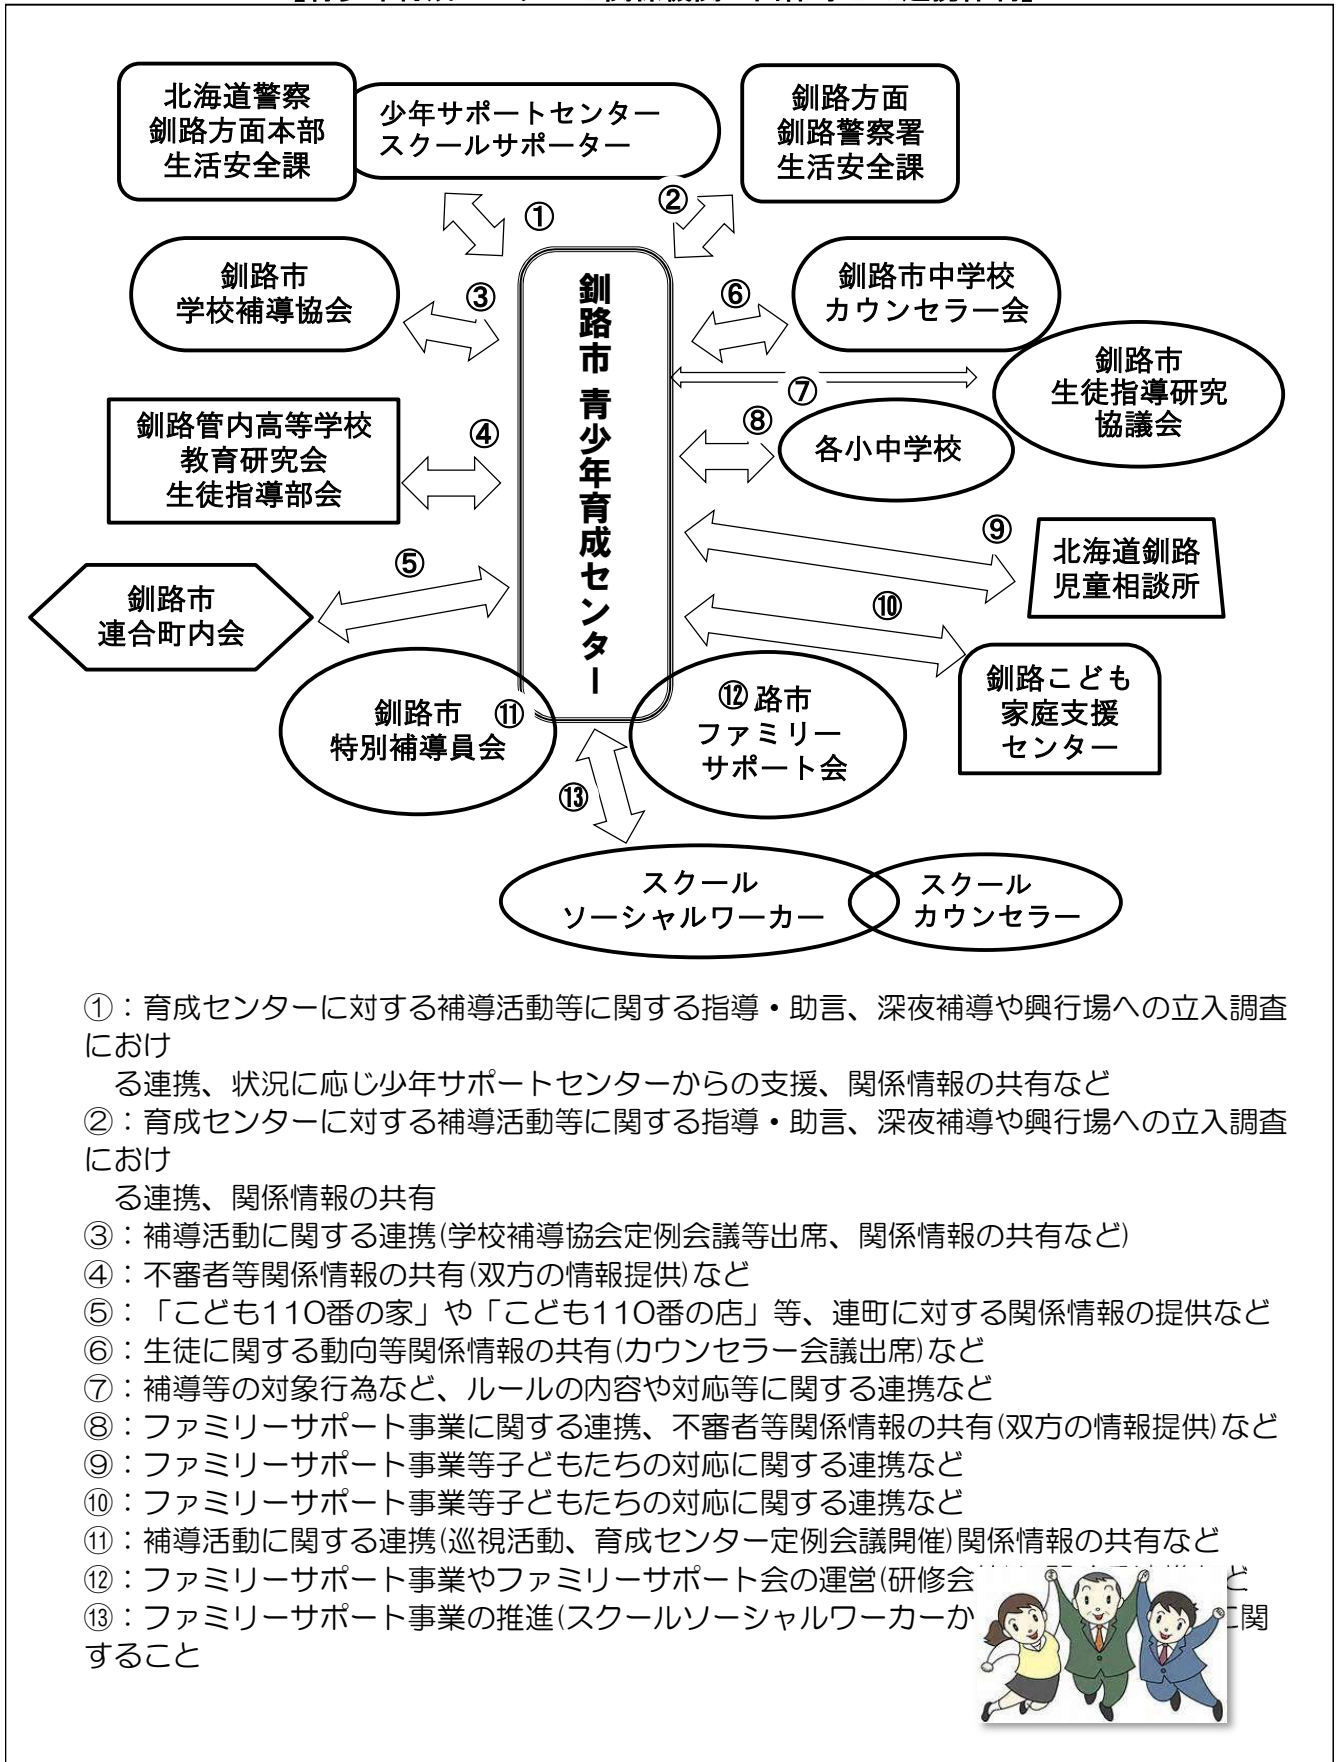 北海道警察
釧路方面本部
生活安全課
少年サポートセンター
スクールサポーター
釧路方面
釧路警察署
生活安全課
①
②
釧路市
学校補導協会
③
釧路市青少年育成センター
⑥
釧路市中学校
カウンセラー会
⑦
釧路市
生徒指導研究
協議会
釧路管内高等学校
教育研究会
生徒指導部会
④
⑧
各小中学校
⑤
釧路市
連合町内会
⑨
北海道釧路
児童相談所
⑩
釧路こども
家庭支援
センター
釧路市
特別補導員会
⑪
⑫路市
ファミリー
サポート会
⑬
スクール
ソーシャルワーカー
スクール
カウンセラー
①：育成センターに対する補導活動等に関する指導・助言、深夜補導や興行場への立入調査
におけ
る連携、状況に応じ少年サポートセンターからの支援、関係情報の共有など
②：育成センターに対する補導活動等に関する指導・助言、深夜補導や興行場への立入調査
におけ
る連携、関係情報の共有
③：補導活動に関する連携(学校補導協会定例会議等出席、関係情報の共有など)
④：不審者等関係情報の共有(双方の情報提供)など
⑤：「こども110番の家」や「こども110番の店」等、連町に対する関係情報の提供など
⑥：生徒に関する動向等関係情報の共有(カウンセラー会議出席)など
⑦：補導等の対象行為など、ルールの内容や対応等に関する連携など
⑧：ファミリーサポート事業に関する連携、不審者等関係情報の共有(双方の情報提供)など
⑨：ファミリーサポート事業等子どもたちの対応に関する連携など
⑩：ファミリーサポート事業等子どもたちの対応に関する連携など
⑪：補導活動に関する連携(巡視活動、育成センター定例会議開催)関係情報の共有など
⑫：ファミリーサポート事業やファミリーサポート会の運営(研修会 ど
⑬：ファミリーサポート事業の推進(スクールソーシャルワーカーか に関
すること